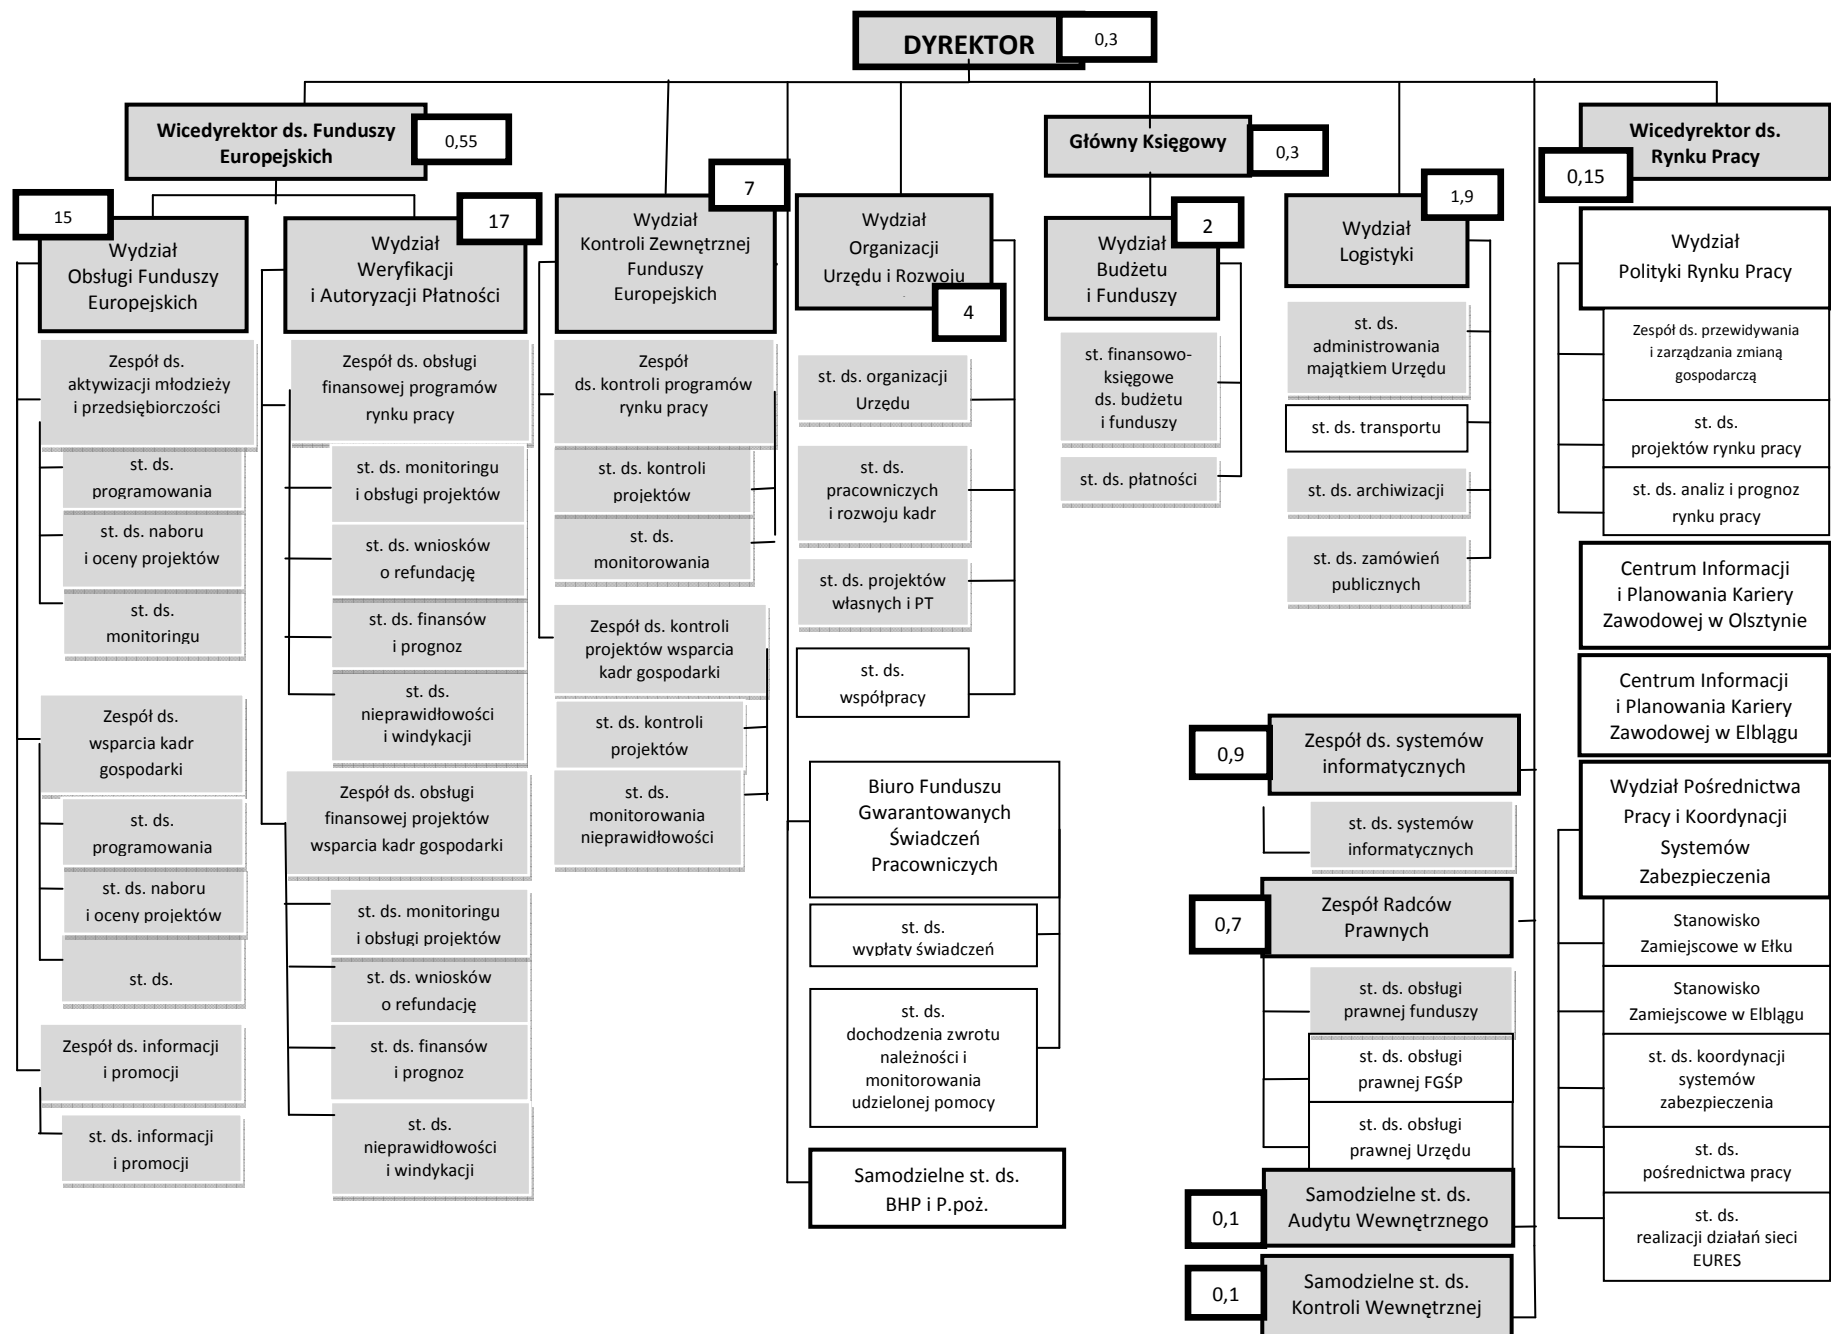 DYREKTOR
0,3
Wicedyrektor ds. Funduszy
Europejskich
0,55
Główny Księgowy
0,3
Wicedyrektor ds.
Rynku Pracy
0,15
15
Wydział
Obsługi Funduszy
Europejskich
Zespół ds.
aktywizacji młodzieży
i przedsiębiorczości
st. ds.
programowania
st. ds. naboru
i oceny projektów
st. ds.
monitoringu
Zespół ds.
wsparcia kadr
gospodarki
st. ds.
programowania
st. ds. naboru
i oceny projektów
st. ds.
Zespół ds. informacji
i promocji
st. ds. informacji
i promocji
17
Wydział
Weryfikacji
i Autoryzacji Płatności
Zespół ds. obsługi
finansowej programów
rynku pracy
st. ds. monitoringu
i obsługi projektów
st. ds. wniosków
o refundację
st. ds. finansów
i prognoz
st. ds.
nieprawidłowości
i windykacji
Zespół ds. obsługi
finansowej projektów
wsparcia kadr gospodarki
st. ds. monitoringu
i obsługi projektów
st. ds. wniosków
o refundację
st. ds. finansów
i prognoz
st. ds.
nieprawidłowości
i windykacji
7
Wydział
Kontroli Zewnętrznej
Funduszy
Europejskich
Zespół
ds. kontroli programów
rynku pracy
st. ds. kontroli
projektów
st. ds.
monitorowania
Zespół ds. kontroli
projektów wsparcia
kadr gospodarki
st. ds. kontroli
projektów
st. ds.
monitorowania
nieprawidłowości
Wydział
Organizacji
Urzędu i Rozwoju
4
st. ds. organizacji
Urzędu
st. ds.
pracowniczych
i rozwoju kadr
st. ds. projektów
własnych i PT
st. ds.
współpracy
Biuro Funduszu
Gwarantowanych
Świadczeń
Pracowniczych
st. ds.
wypłaty świadczeń
st. ds.
dochodzenia zwrotu
należności i
monitorowania
udzielonej pomocy
Samodzielne st. ds.
BHP i P.poż.
2
Wydział
Budżetu
i Funduszy
st. finansowo-
księgowe
ds. budżetu
i funduszy
st. ds. płatności
1,9
Wydział
Logistyki
st. ds.
administrowania
majątkiem Urzędu
st. ds. transportu
st. ds. archiwizacji
st. ds. zamówień
publicznych
0,9
Zespół ds. systemów
informatycznych
st. ds. systemów
informatycznych
0,7
Zespół Radców
Prawnych
st. ds. obsługi
prawnej funduszy
st. ds. obsługi
prawnej FGŚP
st. ds. obsługi
prawnej Urzędu
0,1
Samodzielne st. ds.
Audytu Wewnętrznego
0,1
Samodzielne st. ds.
Kontroli Wewnętrznej
Wydział
Polityki Rynku Pracy
Zespół ds. przewidywania
i zarządzania zmianą
gospodarczą
st. ds.
projektów rynku pracy
st. ds. analiz i prognoz
rynku pracy
Centrum Informacji
i Planowania Kariery
Zawodowej w Olsztynie
Centrum Informacji
i Planowania Kariery
Zawodowej w Elblągu
Wydział Pośrednictwa
Pracy i Koordynacji
Systemów
Zabezpieczenia
Stanowisko
Zamiejscowe w Ełku
Stanowisko
Zamiejscowe w Elblągu
st. ds. koordynacji
systemów
zabezpieczenia
st. ds.
pośrednictwa pracy
st. ds.
realizacji działań sieci
EURES